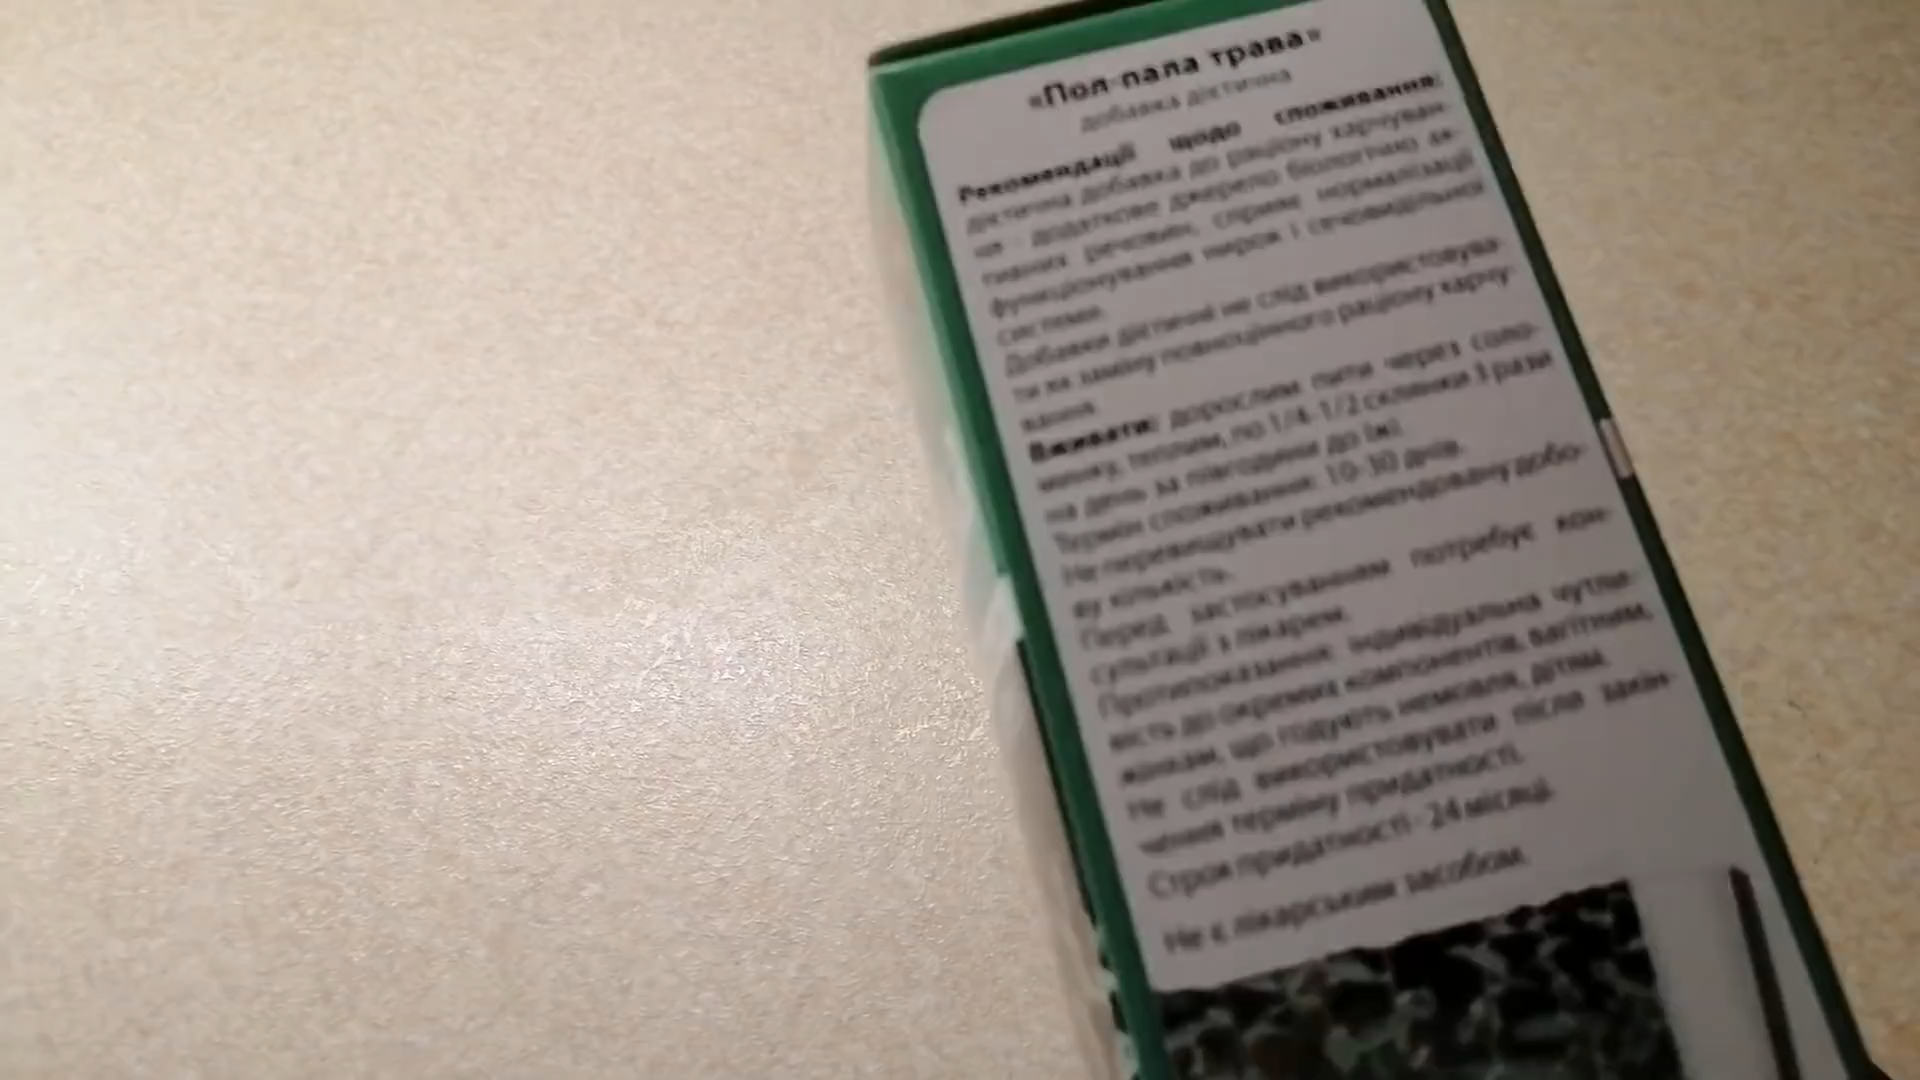 «Пол-пала трава»
добавка дієтична
Рекомендації щодо споживання:
дієтична добавка до раціону харчуван-
ня - додаткове джерело біологічно ак-
тивних речовин, сприяє нормалізації
функціонування нирок і сечовидільної
системи.
Добавки дієтичні не слід використовува-
ти як заміну повноцінного раціону харчу-
вання.
Вживати: дорослим пити через соло-
минку, теплим, по 1/4-1/2 склянки 3 рази
на день за півгодини до їжі.
Термін споживання: 10-30 днів.
Не перевищувати рекомендовану добо-
ву кількість.
Перед застосуванням потребує кон-
сультації з лікарем.
Протипоказання: індивідуальна чутли-
вість до окремих компонентів, вагітним,
жінкам, що годують немовля, дітям.
Не слід використовувати після закін-
чення терміну придатності.
Строк придатності - 24 місяці.
Не є лікарським засобом.